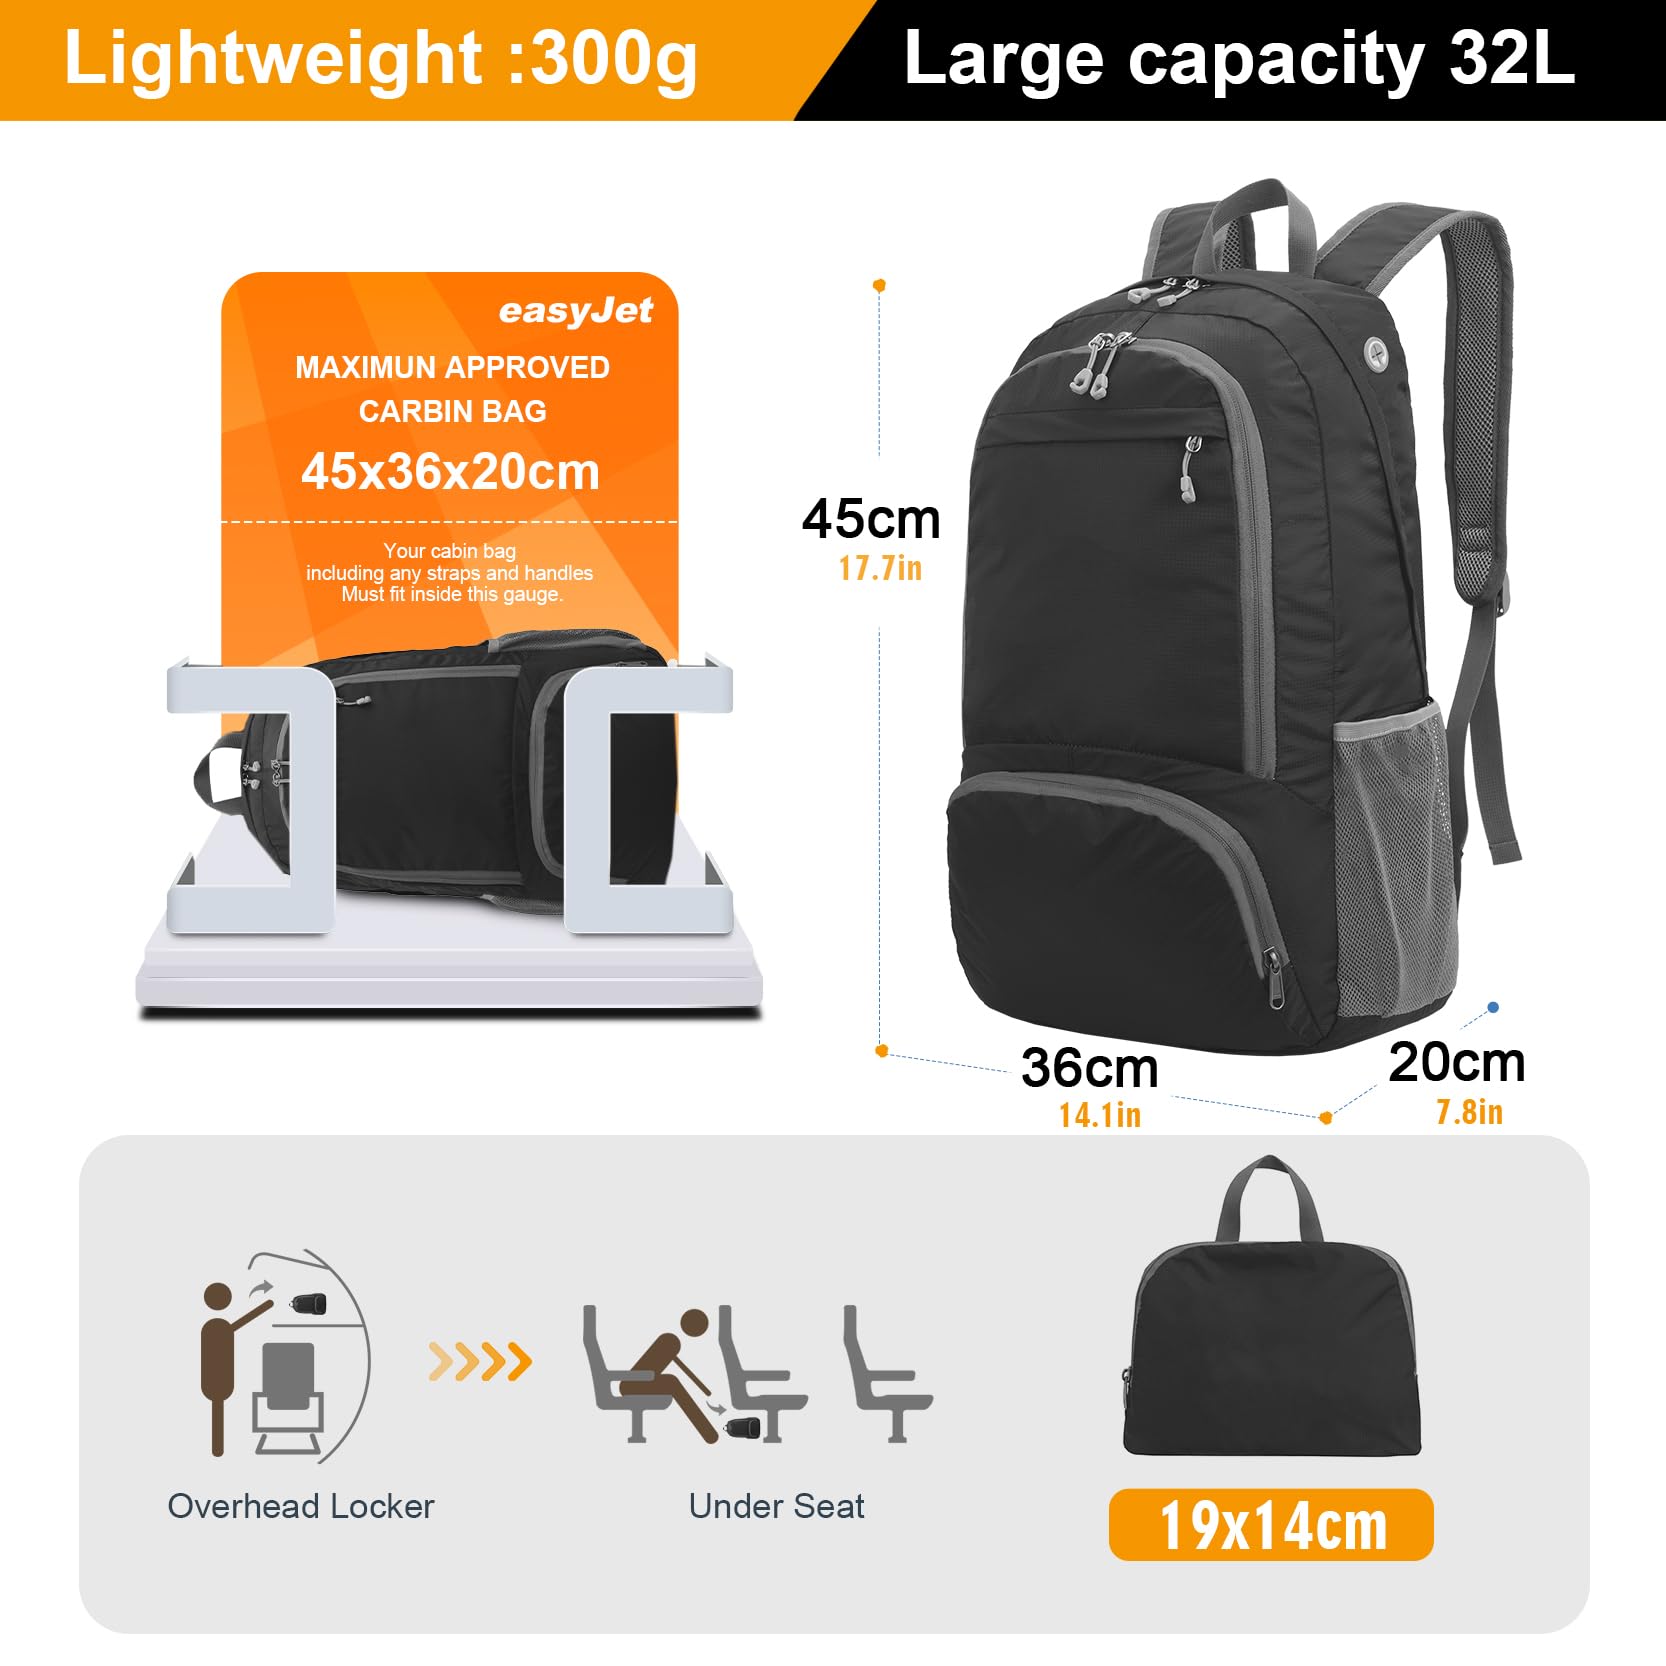 Lightweight :300g
Large capacity 32L
easyJet
MAXIMUN APPROVED
CARBIN BAG
45x36x20cm
Your cabin bag
including any straps and handles
Must fit inside this gauge.
45cm
17.7in
36cm
14.1in
20cm
7.8in
Overhead Locker
Under Seat
19x14cm